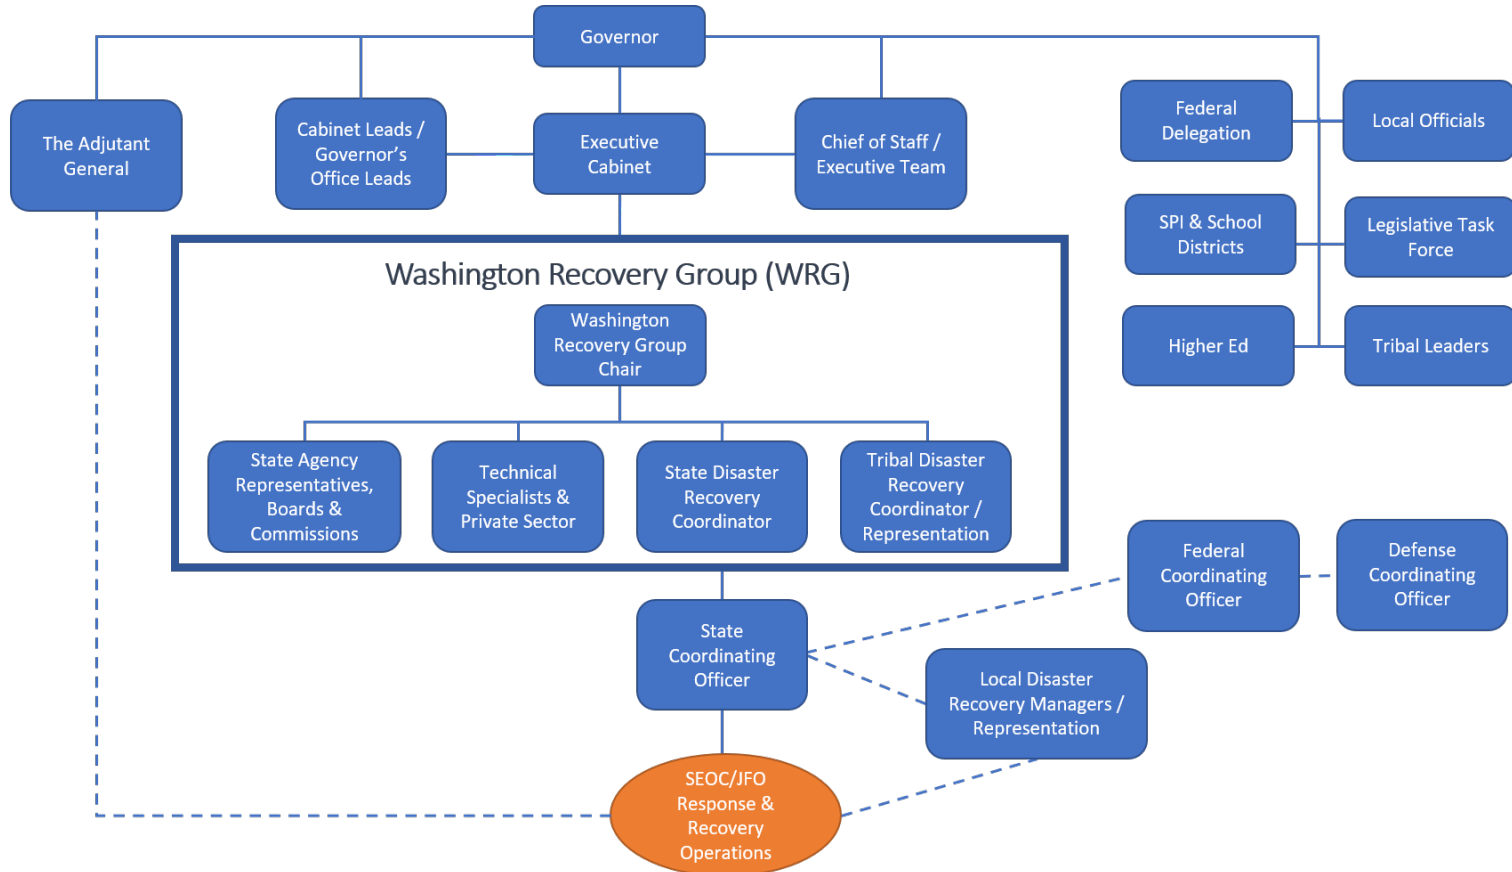 Governor
The Adjutant
General
Cabinet Leads /
Governor's
Office Leads
Executive
Cabinet
Chief of Staff /
Executive Team
Federal
Delegation
Local Officials
SPI & School
Districts
Legislative Task
Force
Higher Ed
Tribal Leaders
Washington Recovery Group (WRG)
Washington
Recovery Group
Chair
State Agency
Representatives,
Boards &
Commissions
Technical
Specialists &
Private Sector
State Disaster
Recovery
Coordinator
Tribal Disaster
Recovery
Coordinator /
Representation
Federal
Coordinating
Officer
Defense
Coordinating
Officer
State
Coordinating
Officer
Local Disaster
Recovery Managers /
Representation
SEOC/JFO
Response &
Recovery
Operations